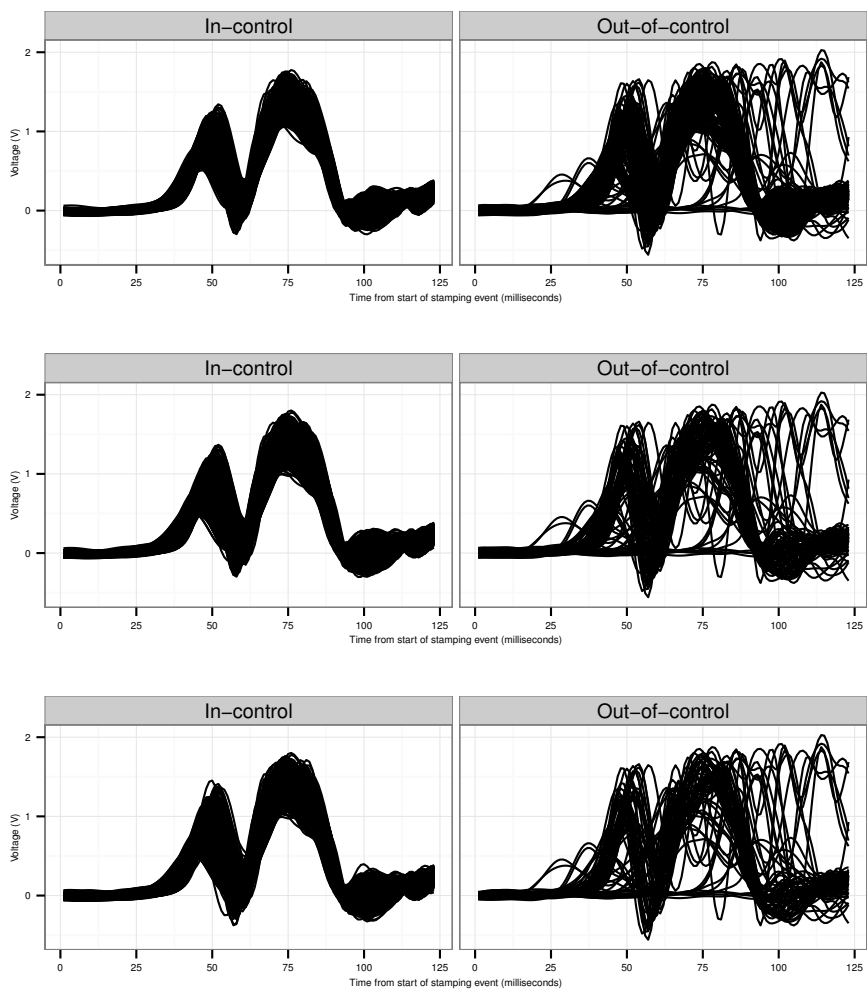 In−control Out−of−control
2
1
0
Voltage (V)
0 25 50 75 100 125 0 25 50 75 100 125
Time from start of stamping event (milliseconds)
In−control Out−of−control
2
1
0
Voltage (V)
0 25 50 75 100 125 0 25 50 75 100 125
Time from start of stamping event (milliseconds)
In−control Out−of−control
2
1
0
Voltage (V)
0 25 50 75 100 125 0 25 50 75 100 125
Time from start of stamping event (milliseconds)